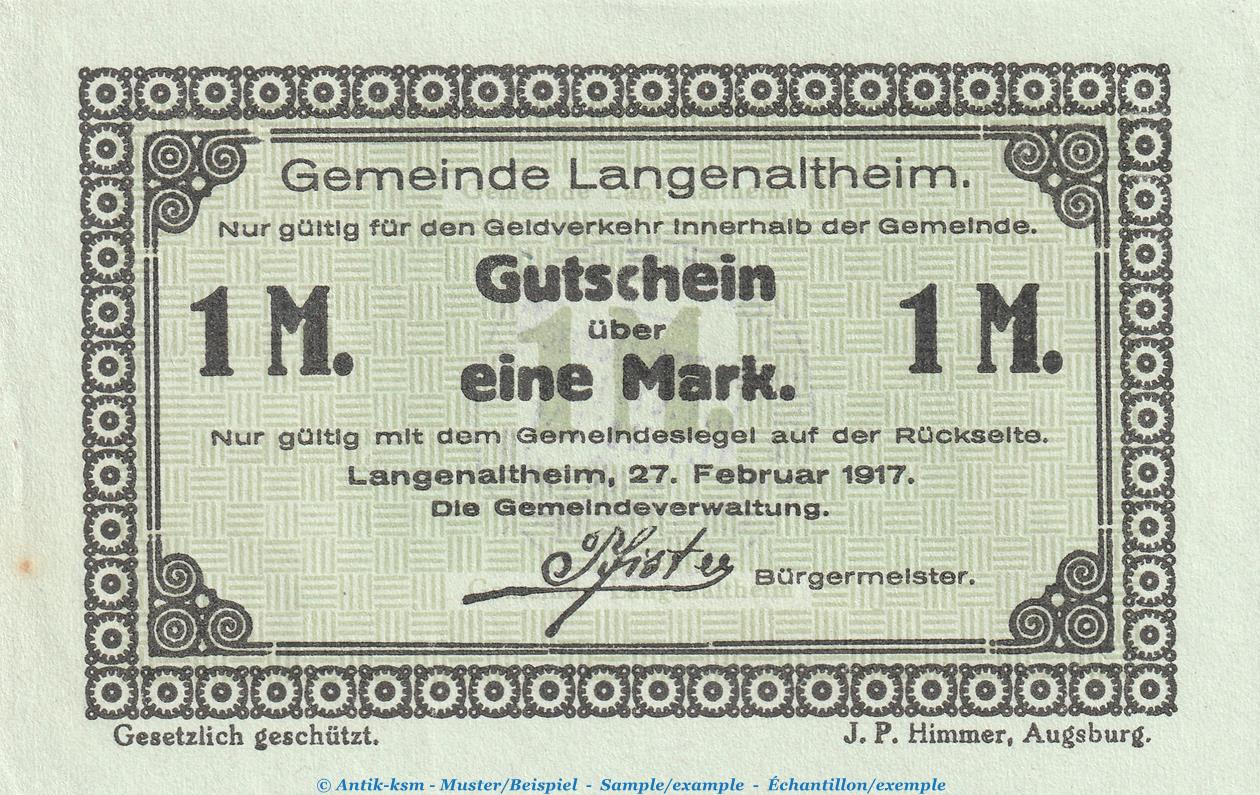 Gemeinde Langenaltheim.
Nur gültig für den Geldverkehr innerhalb der Gemeinde.
Gutschein
1 M. über 1 M.
eine Mark.
Nur gültig mit dem Gemeindesiegel auf der Rückseite.
Langenaltheim, 27. Februar 1917.
Die Gemeindeverwaltung.
Pfister Bürgermeister.
Gesetzlich geschützt. J. P. Himmer, Augsburg.
© Antik-ksm - Muster/Beispiel - Sample/example - Échantillon/exemple